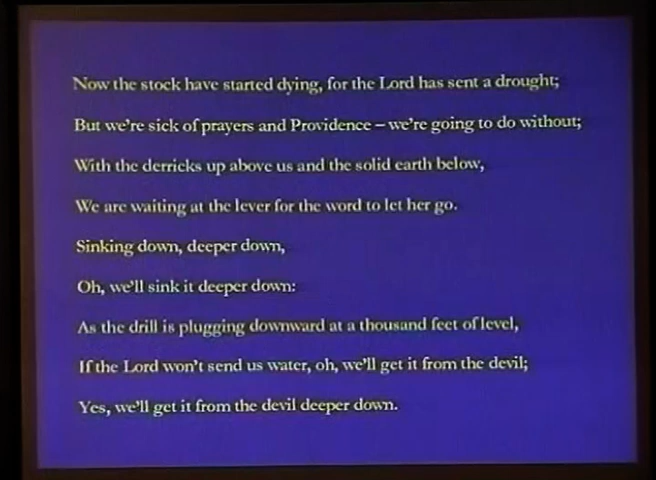 Now the stock have started dying, for the Lord has sent a drought;
But we're sick of prayers and Providence – we're going to do without;
With the derricks up above us and the solid earth below,
We are waiting at the lever for the word to let her go.
Sinking down, deeper down,
Oh, we'll sink it deeper down:
As the drill is plugging downward at a thousand feet of level,
If the Lord won't send us water, oh, we'll get it from the devil;
Yes, we'll get it from the devil deeper down.